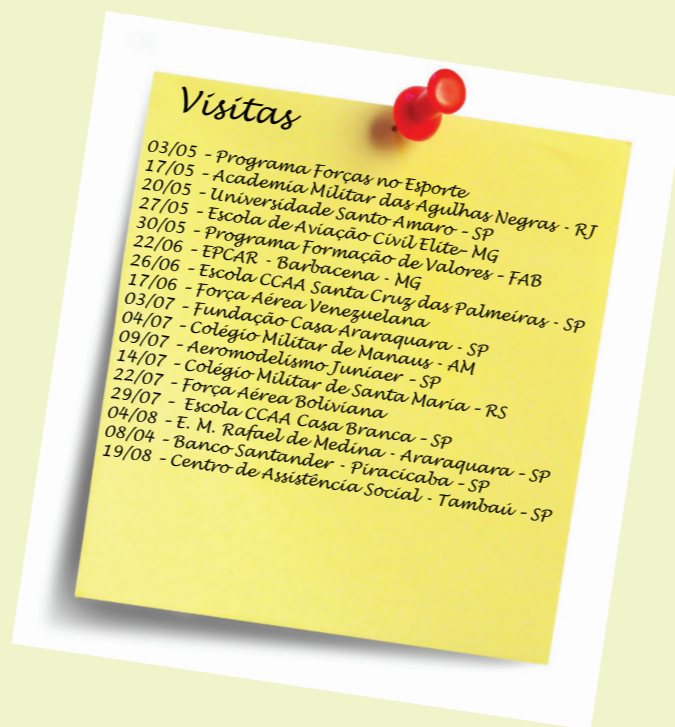 Visitas
03/05 - Programa Forças no Esporte
17/05 - Academia Militar das Agulhas Negras - RJ
20/05 - Universidade Santo Amaro - SP
27/05 - Escola de Aviação Civil Elite- MG
30/05 - Programa Formação de Valores - FAB
22/06 - EPCAR - Barbacena - MG
26/06 - Escola CCAA Santa Cruz das Palmeiras - SP
17/06 - Força Aérea Venezuelana
03/07 - Fundação Casa Araraquara - SP
04/07 - Colégio Militar de Manaus - AM
09/07 - Aeromodelismo Juniaer - SP
14/07 - Colégio Militar de Santa Maria - RS
22/07 - Força Aérea Boliviana
29/07 - Escola CCAA Casa Branca - SP
04/08 - E. M. Rafael de Medina - Araraquara - SP
08/04 - Banco Santander - Piracicaba - SP
19/08 - Centro de Assistência Social - Tambaú - SP